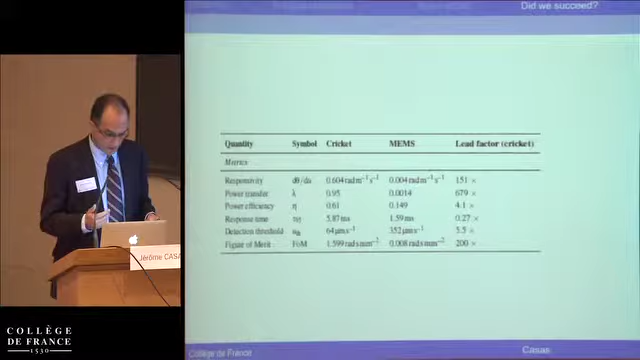 Did we succeed?
Quantity Symbol Cricket MEMS Lead factor (cricket)
Metrics
Responsivity dθ/du 0.604 rad m⁻¹ s⁻¹ 0.004 rad m⁻¹ s⁻¹ 151 ×
Power transfer λ 0.95 0.0014 679 ×
Power efficiency η 0.61 0.149 4.1 ×
Response time 5.87 ms 1.59 ms 0.27 ×
Detection threshold 64 μm s⁻¹ 352 μm s⁻¹ 5.5 ×
Figure of Merit FoM 1.599 rad s mm⁻² 0.008 rad s mm⁻² 200 ×
Jérôme CASA
COLLÈGE
DE FRANCE
1530
Collège de France
Casas